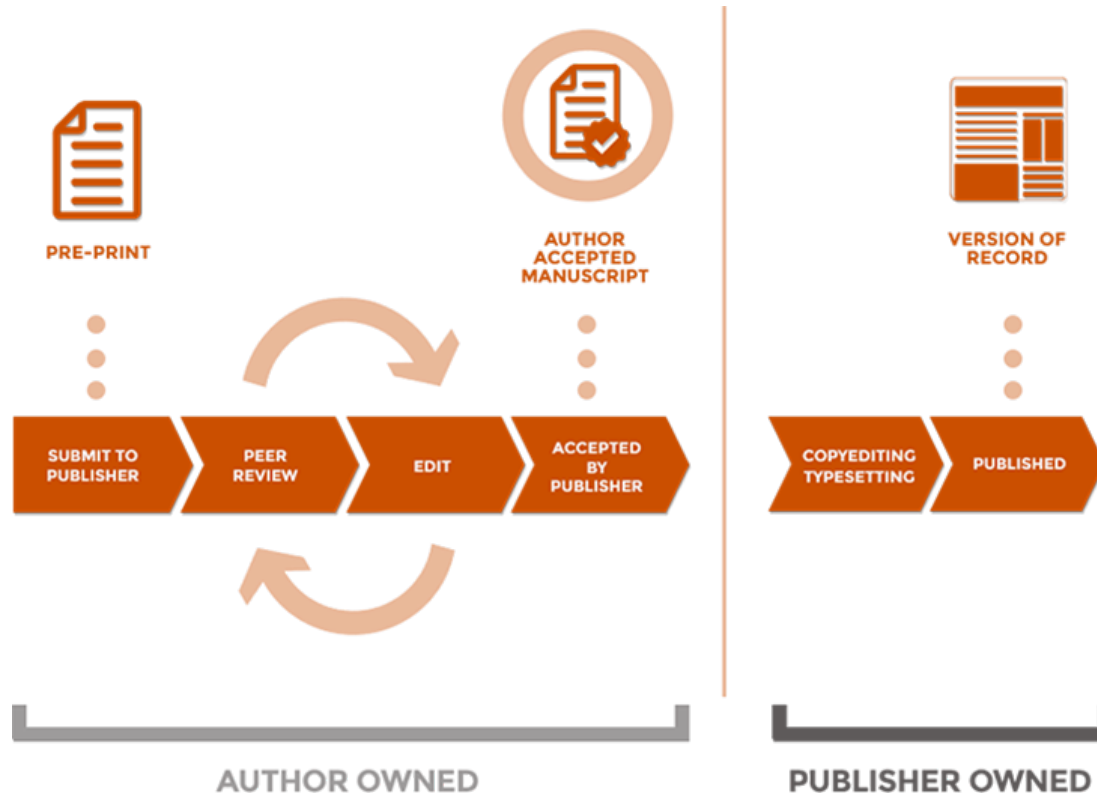 PRE-PRINT
AUTHOR
ACCEPTED
MANUSCRIPT
VERSION OF
RECORD
SUBMIT TO
PUBLISHER
PEER
REVIEW
EDIT
ACCEPTED
BY
PUBLISHER
COPYEDITING
TYPESETTING
PUBLISHED
AUTHOR OWNED
PUBLISHER OWNED